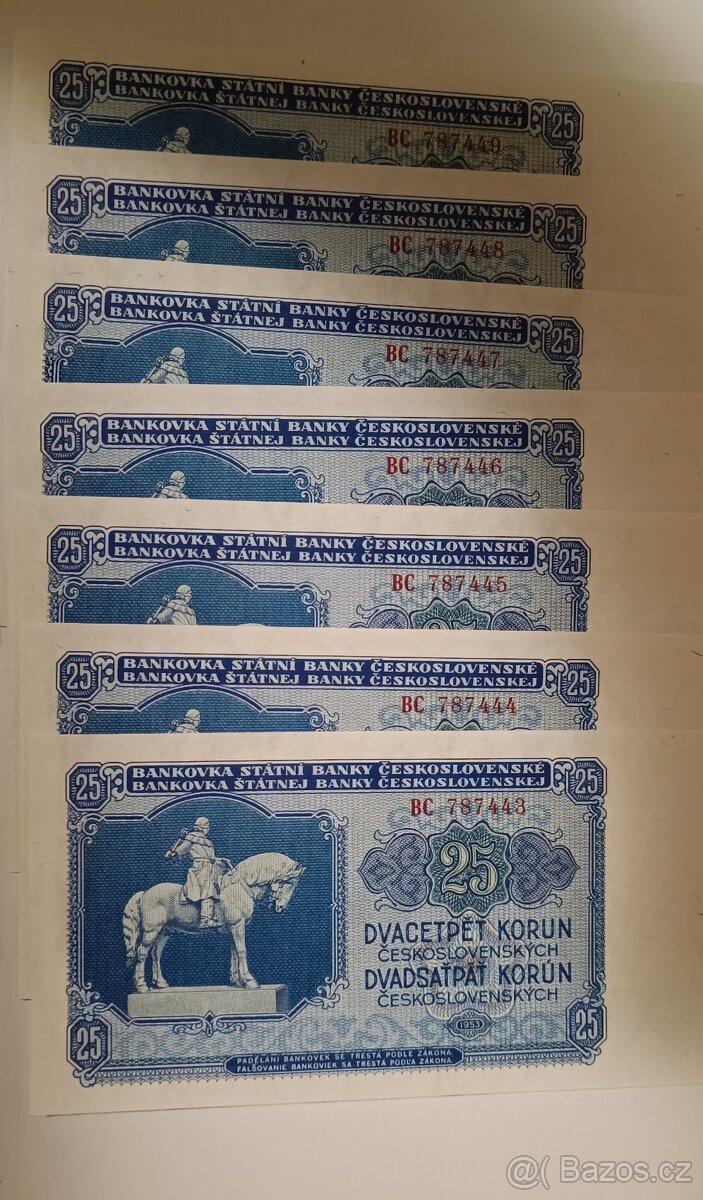 25 BANKOVKA STÁTNÍ BANKY ČESKOSLOVENSKÉ 25
BANKOVKA ŠTÁTNEJ BANKY ČESKOSLOVENSKEJ
BC 787449
25 BANKOVKA STÁTNÍ BANKY ČESKOSLOVENSKÉ 25
BANKOVKA ŠTÁTNEJ BANKY ČESKOSLOVENSKEJ
BC 787448
25 BANKOVKA STÁTNÍ BANKY ČESKOSLOVENSKÉ 25
BANKOVKA ŠTÁTNEJ BANKY ČESKOSLOVENSKEJ
BC 787447
25 BANKOVKA STÁTNÍ BANKY ČESKOSLOVENSKÉ 25
BANKOVKA ŠTÁTNEJ BANKY ČESKOSLOVENSKEJ
BC 787446
25 BANKOVKA STÁTNÍ BANKY ČESKOSLOVENSKÉ 25
BANKOVKA ŠTÁTNEJ BANKY ČESKOSLOVENSKEJ
BC 787445
25
25 BANKOVKA STÁTNÍ BANKY ČESKOSLOVENSKÉ 25
BANKOVKA ŠTÁTNEJ BANKY ČESKOSLOVENSKEJ
BC 787444
25 BANKOVKA STÁTNÍ BANKY ČESKOSLOVENSKÉ 25
BANKOVKA ŠTÁTNEJ BANKY ČESKOSLOVENSKEJ
BC 787443
25
DVACETPĚT KORUN
ČESKOSLOVENSKÝCH
DVADSAŤPÄŤ KORÚN
ČESKOSLOVENSKÝCH
1953
25 25
PADĚLÁNÍ BANKOVEK SE TRESTÁ PODLE ZÁKONA.
FALŠOVANIE BANKOVIEK SA TRESTÁ PODĽA ZÁKONA.
@( Bazos.cz